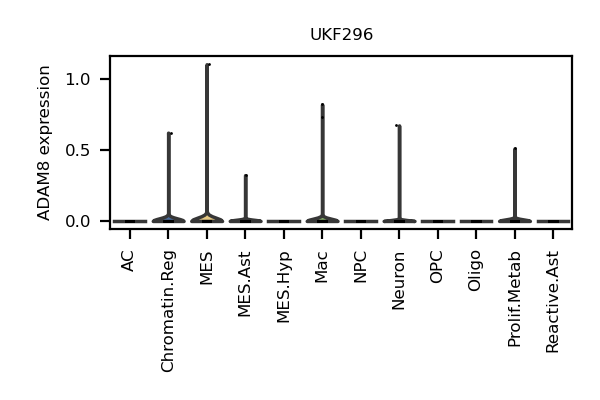 UKF296
ADAM8 expression
1.0
0.5
0.0
AC
Chromatin.Reg
MES
MES.Ast
MES.Hyp
Mac
NPC
Neuron
OPC
Oligo
Prolif.Metab
Reactive.Ast